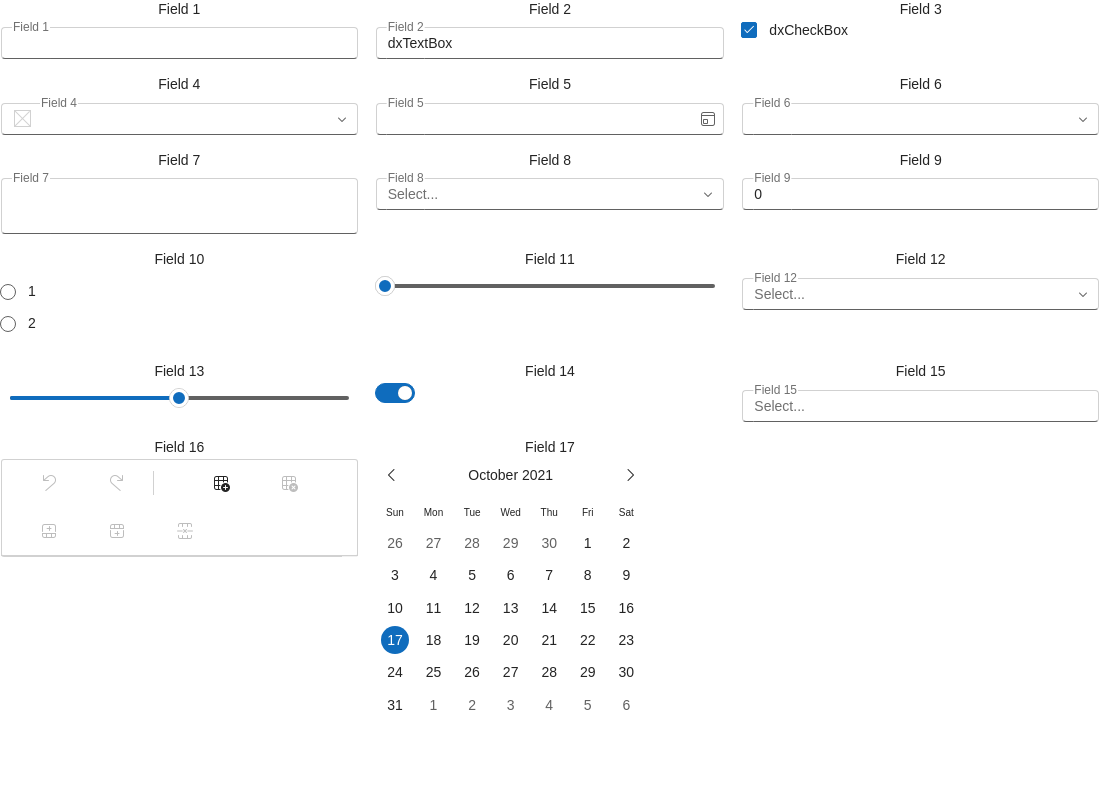 Field 1 Field 2 Field 3
Field 1
Field 2
dxTextBox
dxCheckBox
Field 4 Field 5 Field 6
Field 4
Field 5
Field 6
Field 7 Field 8 Field 9
Field 7
Field 8
Select...
Field 9
0
Field 10 Field 11 Field 12
1
2
Field 12
Select...
Field 13 Field 14 Field 15
Field 15
Select...
Field 16 Field 17
October 2021
Sun Mon Tue Wed Thu Fri Sat
26 27 28 29 30 1 2
3 4 5 6 7 8 9
10 11 12 13 14 15 16
17 18 19 20 21 22 23
24 25 26 27 28 29 30
31 1 2 3 4 5 6